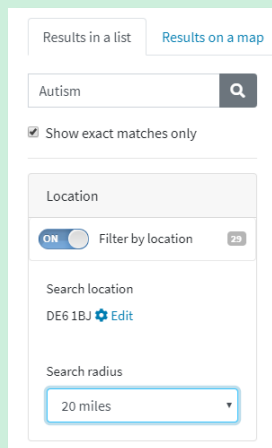 Results in a list Results on a map
Autism
Show exact matches only
Location
ON Filter by location 29
Search location
DE6 1BJ Edit
Search radius
20 miles